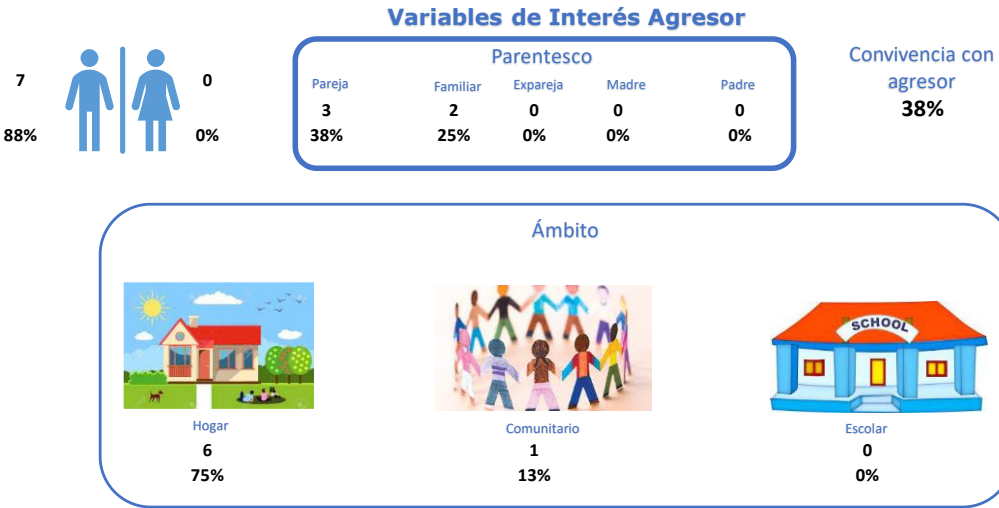 Variables de Interés Agresor
7
0
88%
0%
Parentesco
Pareja Familiar Expareja Madre Padre
3 2 0 0 0
38% 25% 0% 0% 0%
Convivencia con
agresor
38%
Ámbito
SCHOOL
Hogar Comunitario Escolar
6 1 0
75% 13% 0%